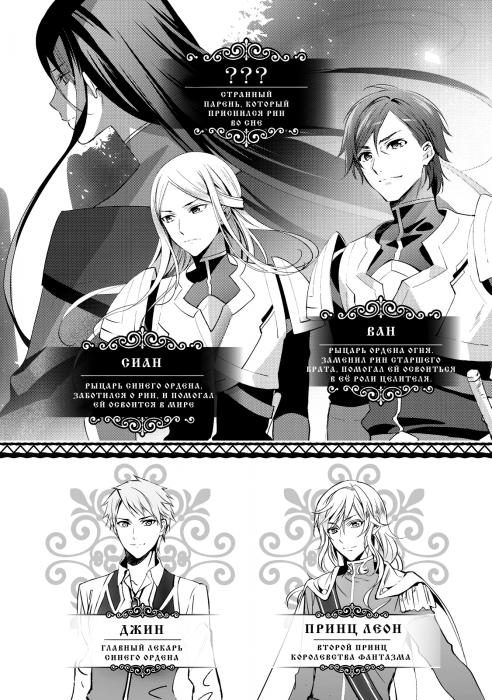 ???
СТРАННЫЙ
ПАРЕНЬ, КОТОРЫЙ
ПРИСНИЛСЯ РИН
ВО СНЕ
ВАН
РЫЦАРЬ ОРДЕНА ОГНЯ.
ЗАМЕНИЛ РИН СТАРШЕГО
БРАТА, ПОМОГАЛ ЕЙ ОСВОИТЬСЯ
В ЕЁ РОЛИ ЦЕЛИТЕЛЯ.
СИАН
РЫЦАРЬ СИНЕГО ОРДЕНА,
ЗАБОТИЛСЯ О РИН, И ПОМОГАЛ
ЕЙ ОСВОИТСЯ В МИРЕ
ДЖИН
ГЛАВНЫЙ ЛЕКАРЬ
СИНЕГО ОРДЕНА
ПРИНЦ ЛЕОН
ВТОРОЙ ПРИНЦ
КОРОЛЕВСТВА ФАНТАЗМА